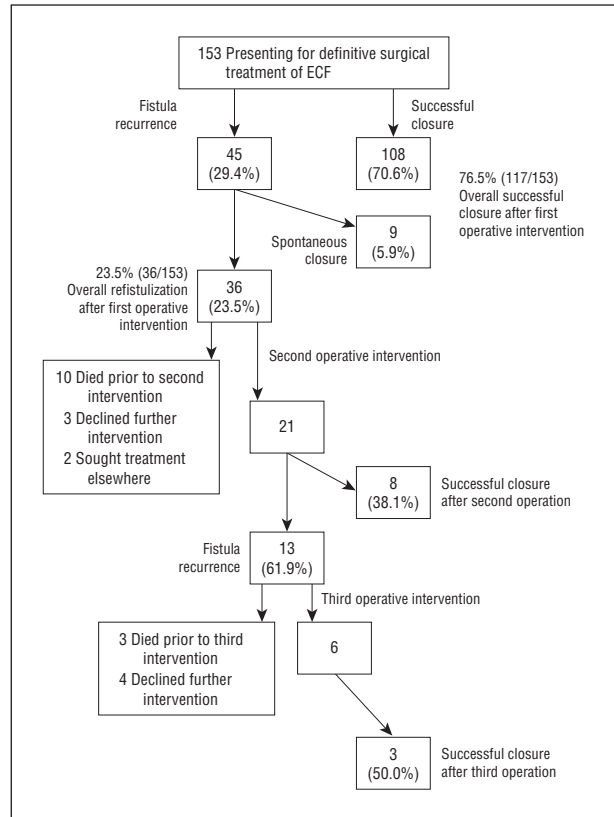 153 Presenting for definitive surgical
treatment of ECF
Fistula
recurrence
Successful
closure
45
(29.4%)
108
(70.6%)
76.5% (117/153)
Overall successful
closure after first
operative intervention
Spontaneous
closure
9
(5.9%)
23.5% (36/153)
Overall refistulization
after first operative
intervention
36
(23.5%)
Second operative intervention
10 Died prior to second
intervention
3 Declined further
intervention
2 Sought treatment
elsewhere
21
8
(38.1%)
Successful closure
after second operation
Fistula
recurrence
13
(61.9%)
Third operative intervention
3 Died prior to third
intervention
4 Declined further
intervention
6
3
(50.0%)
Successful closure
after third operation